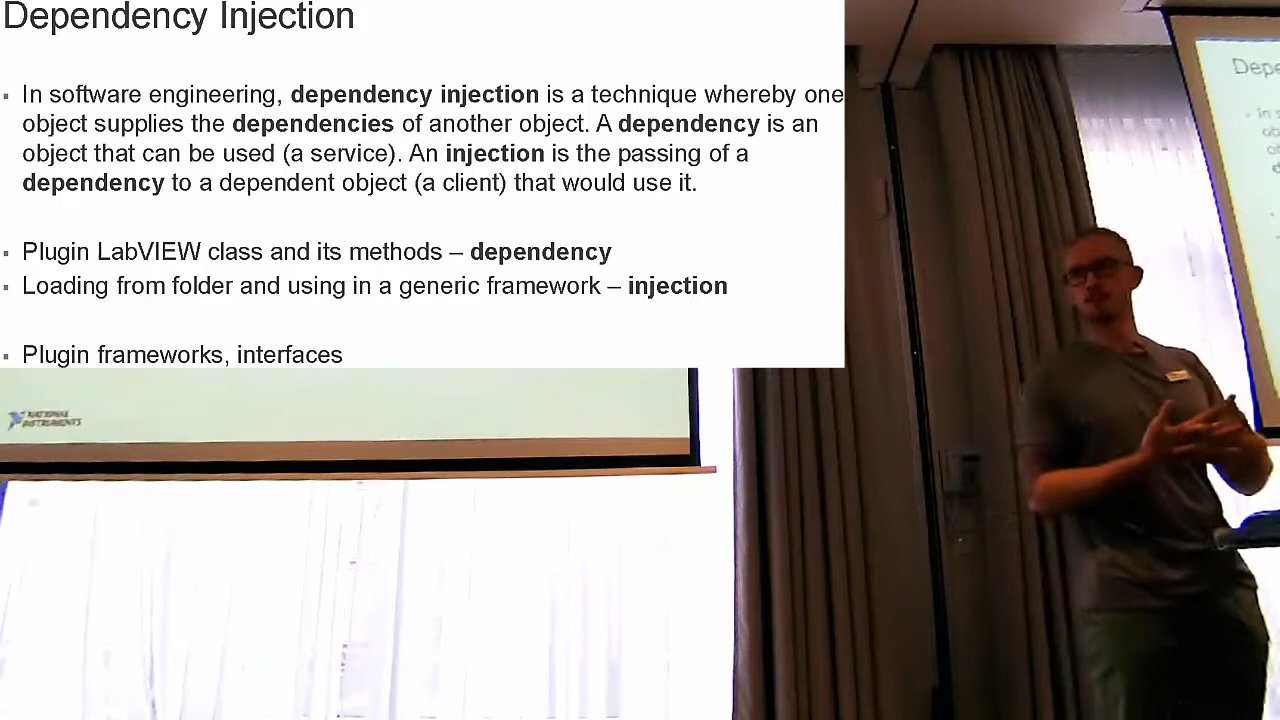 Dependency Injection
▪ In software engineering, dependency injection is a technique whereby one
object supplies the dependencies of another object. A dependency is an
object that can be used (a service). An injection is the passing of a
dependency to a dependent object (a client) that would use it.
▪ Plugin LabVIEW class and its methods – dependency
▪ Loading from folder and using in a generic framework – injection
▪ Plugin frameworks, interfaces
NATIONAL
INSTRUMENTS
Depe